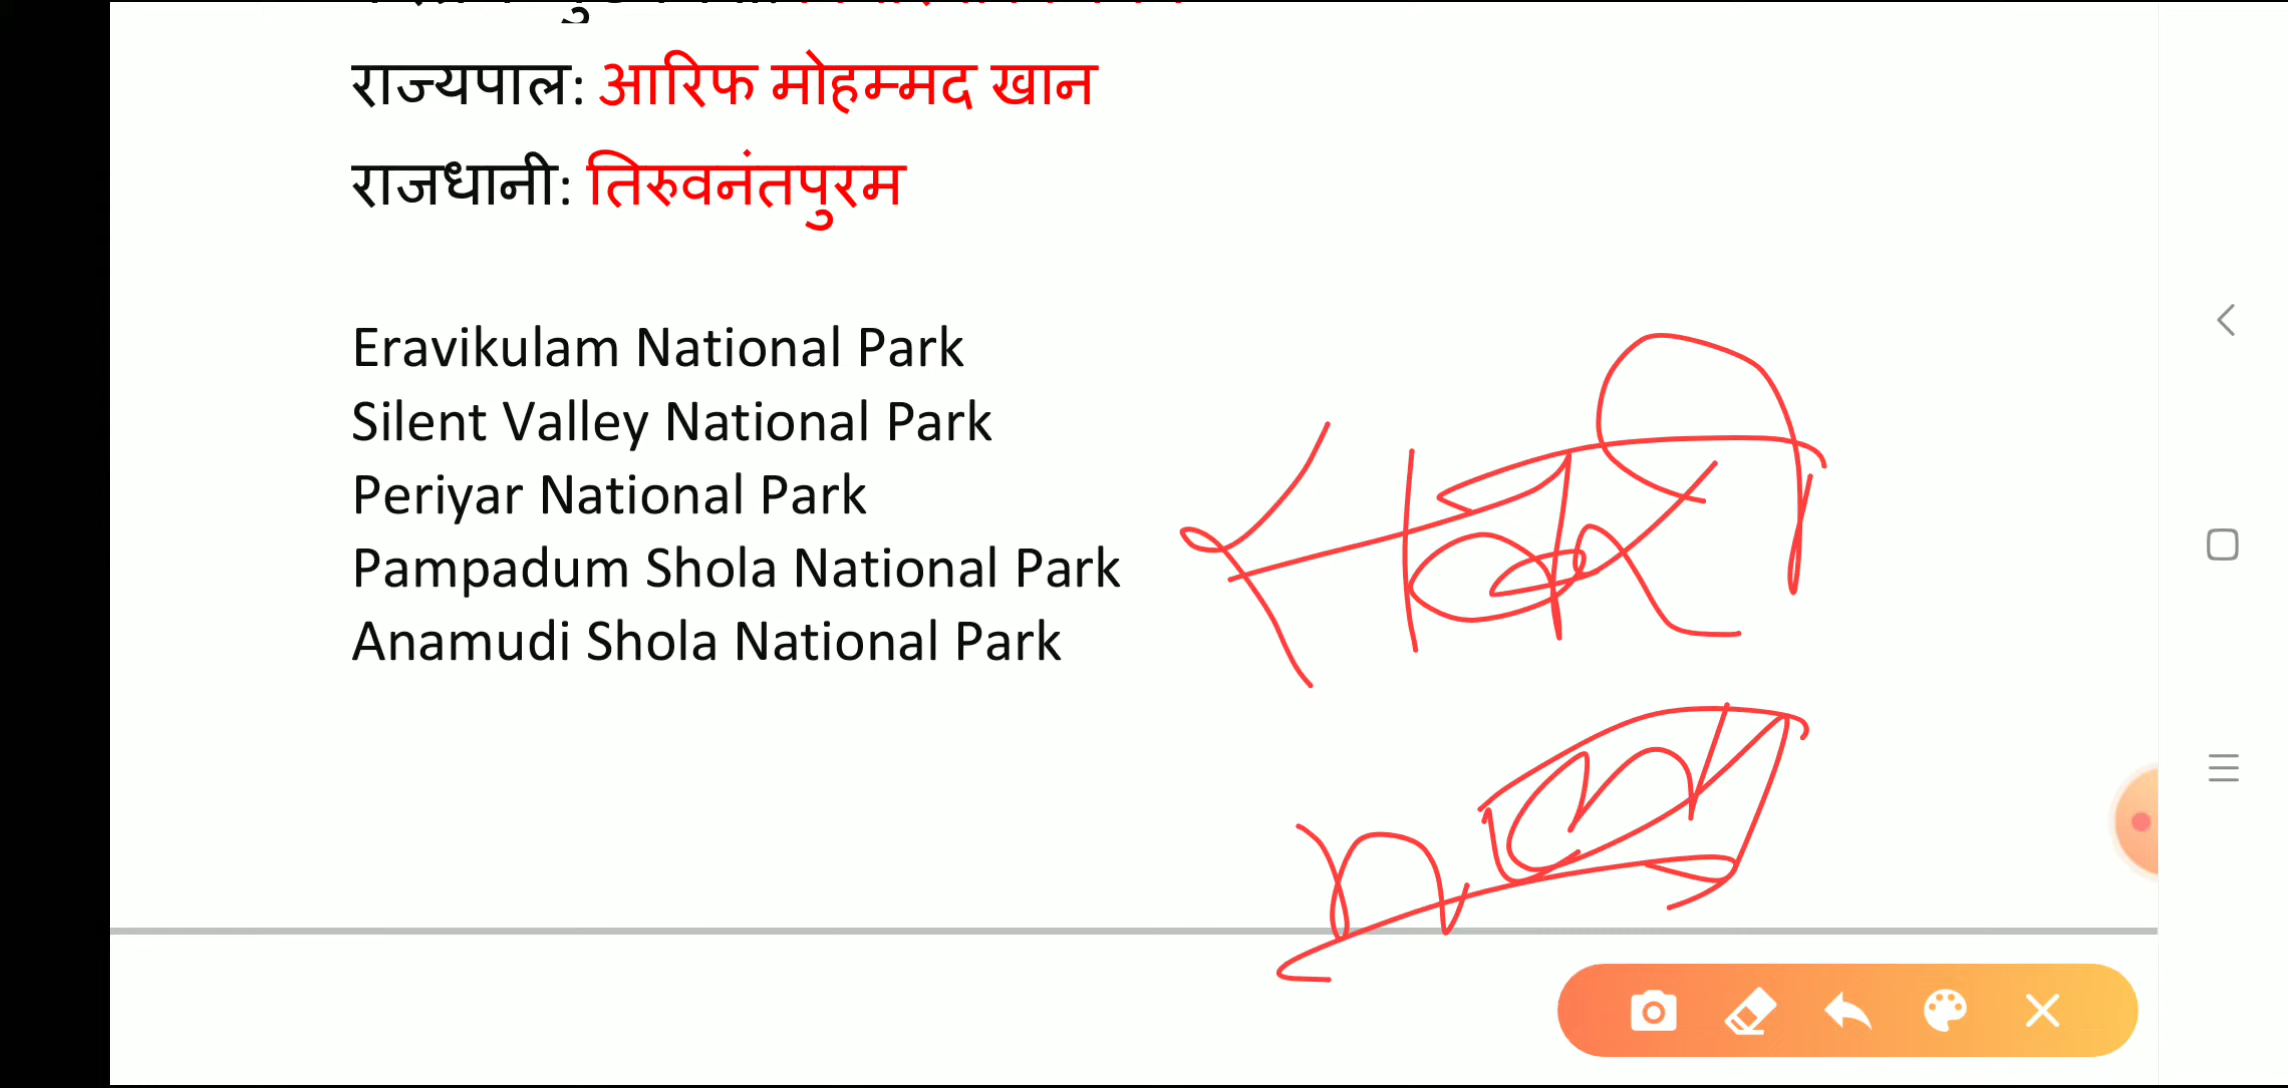 राज्यपाल: आरिफ मोहम्मद खान
राजधानी: तिरुवनंतपुरम
Eravikulam National Park
Silent Valley National Park
Periyar National Park
Pampadum Shola National Park
Anamudi Shola National Park